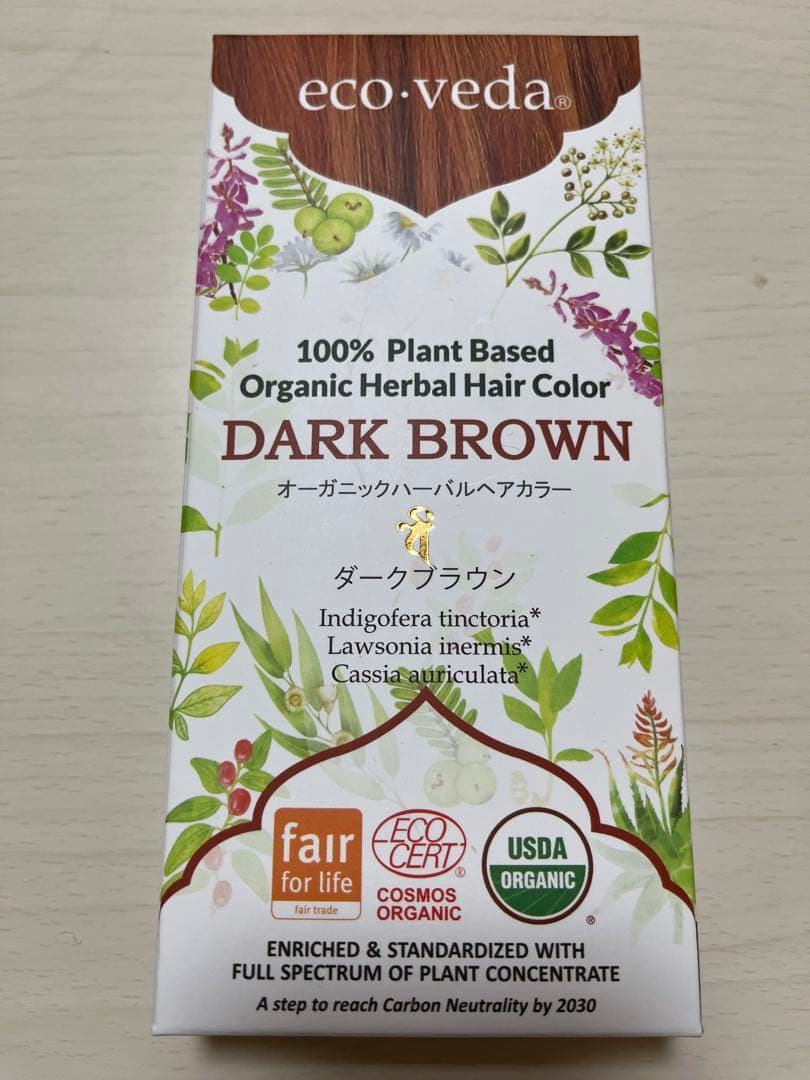 eco·veda®
100% Plant Based
Organic Herbal Hair Color
DARK BROWN
オーガニックハーバルヘアカラー
ダークブラウン
Indigofera tinctoria*
Lawsonia inermis*
Cassia auriculata*
fair
for life
fair trade
ECO
CERT®
COSMOS
ORGANIC
USDA
ORGANIC
®
ENRICHED & STANDARDIZED WITH
FULL SPECTRUM OF PLANT CONCENTRATE
A step to reach Carbon Neutrality by 2030